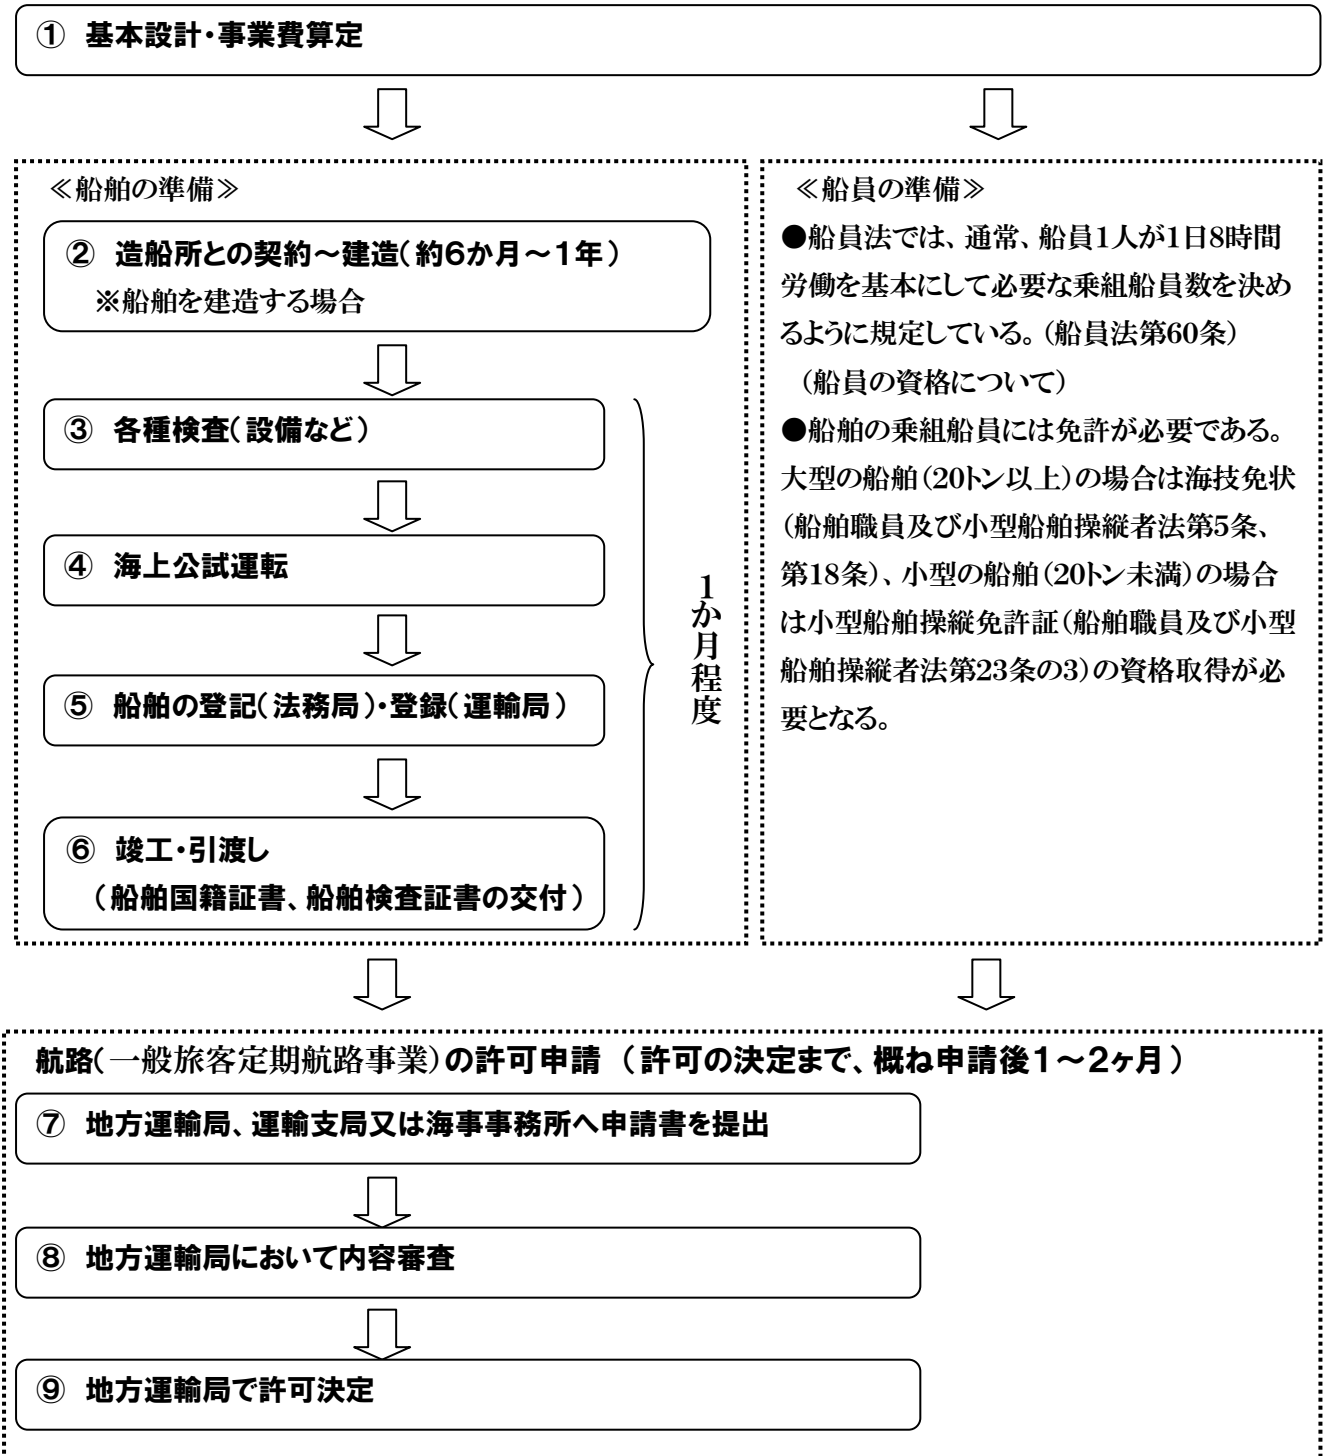 ① 基本設計・事業費算定
≪船舶の準備≫
② 造船所との契約～建造（約6か月～1年）
※船舶を建造する場合
③ 各種検査（設備など）
④ 海上公試運転
⑤ 船舶の登記（法務局）・登録（運輸局）
⑥ 竣工・引渡し
（船舶国籍証書、船舶検査証書の交付）
1か月程度
≪船員の準備≫
●船員法では、通常、船員1人が1日8時間
労働を基本にして必要な乗組船員数を決め
るように規定している。（船員法第60条）
（船員の資格について）
●船舶の乗組船員には免許が必要である。
大型の船舶（20トン以上）の場合は海技免状
（船舶職員及び小型船舶操縦者法第5条、
第18条）、小型の船舶（20トン未満）の場合
は小型船舶操縦免許証（船舶職員及び小型
船舶操縦者法第23条の3）の資格取得が必
要となる。
航路（一般旅客定期航路事業）の許可申請 （許可の決定まで、概ね申請後1～2ヶ月）
⑦ 地方運輸局、運輸支局又は海事事務所へ申請書を提出
⑧ 地方運輸局において内容審査
⑨ 地方運輸局で許可決定